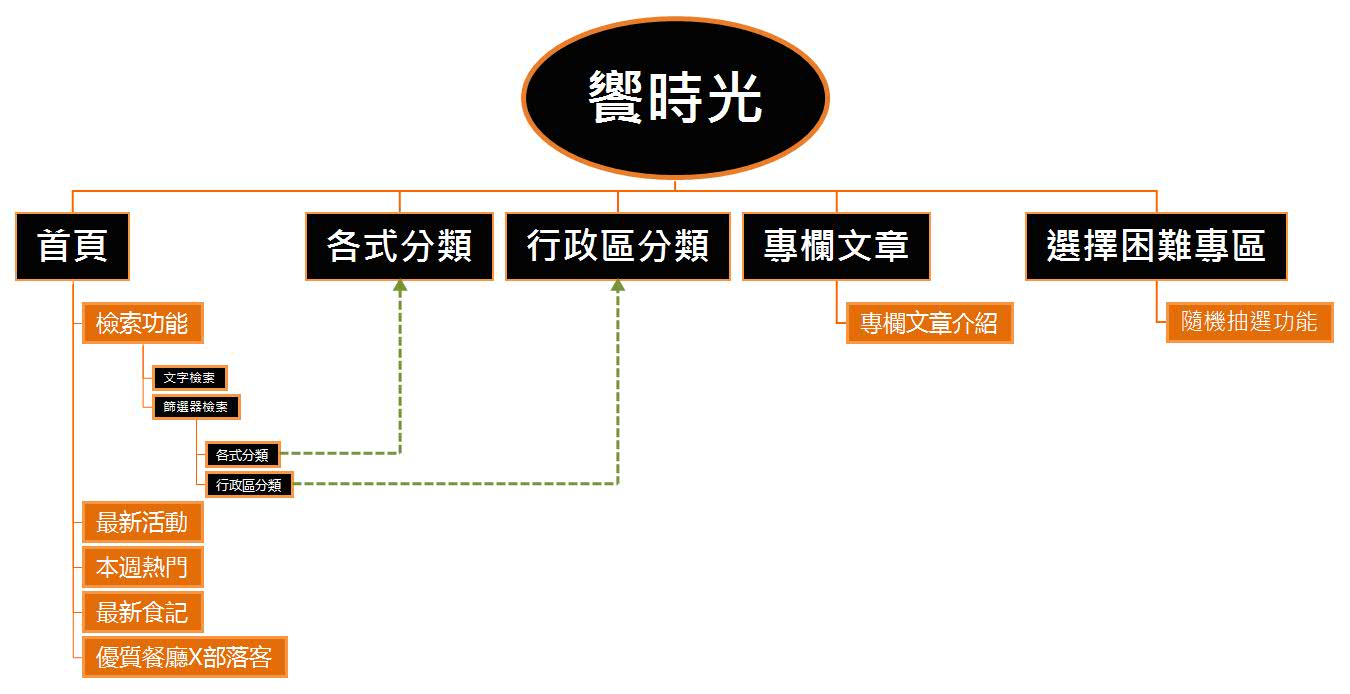 饗時光
首頁
各式分類
行政區分類
專欄文章
選擇困難專區
檢索功能
專欄文章介紹
隨機抽選功能
文字檢索
篩選器檢索
各式分類
行政區分類
最新活動
本週熱門
最新食記
優質餐廳X部落客